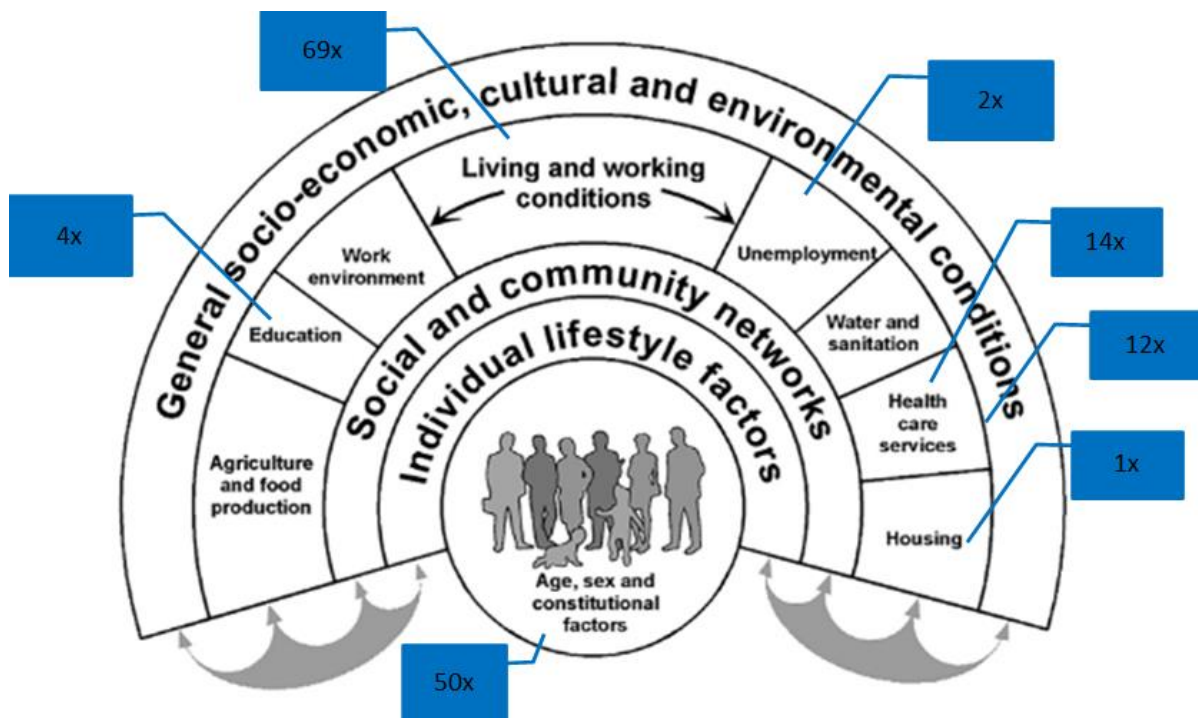 69x
2x
4x
14x
12x
1x
50x
General socio-economic, cultural and environmental conditions
Living and working
conditions
Work
environment
Education
Agriculture
and food
production
Unemployment
Water and
sanitation
Health
care
services
Housing
Social and community networks
Individual lifestyle factors
Age, sex and
constitutional
factors